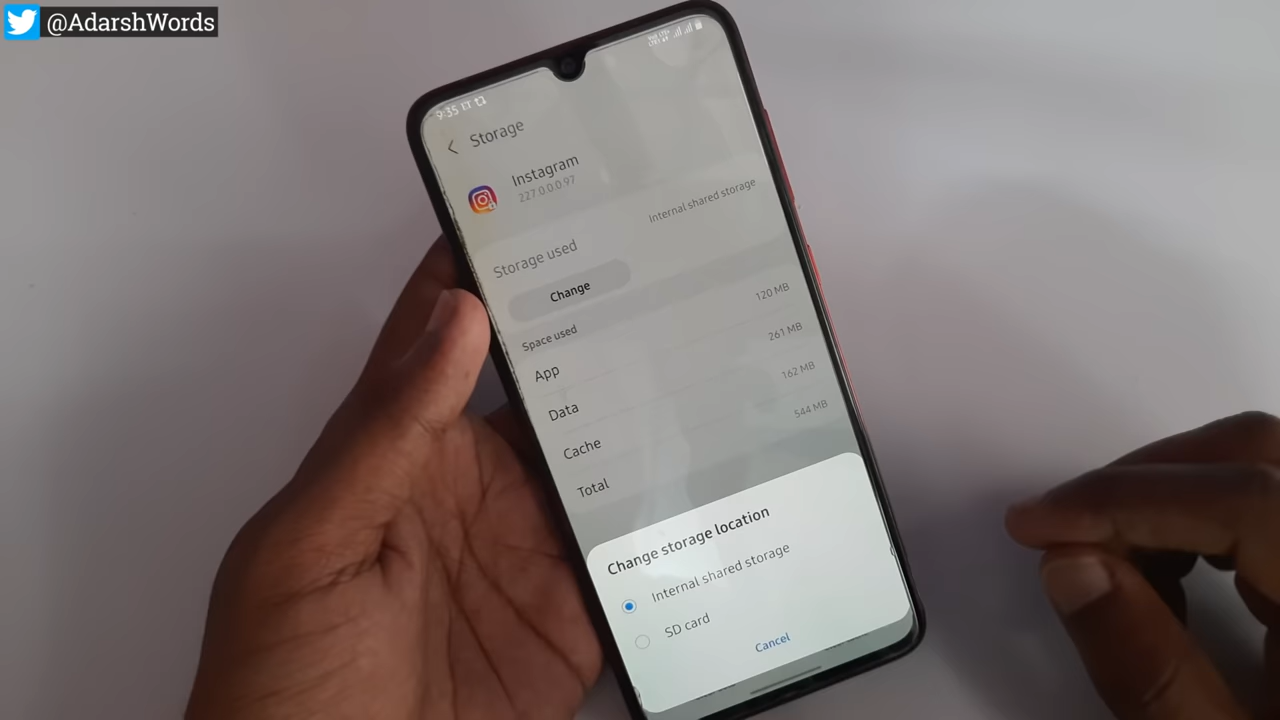 @AdarshWords
9:35
Storage
Instagram
227.0.0.0.97
Storage used
Internal shared storage
Change
Space used
App
120 MB
Data
261 MB
Cache
162 MB
Total
544 MB
Change storage location
Internal shared storage
SD card
Cancel